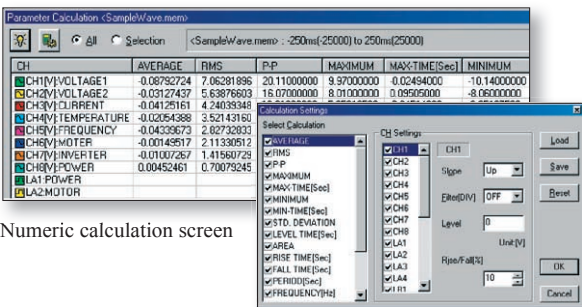 Parameter Calculation <SampleWave.mem>
All Selection <SampleWave.mem> : -250ms(-25000) to 250ms(25000)
CH AVERAGE RMS P-P MAXIMUM MAX-TIME[Sec] MINIMUM
CH1[V]:VOLTAGE1 -0.08792724 7.06281896 20.11000000 9.97000000 -0.02494000 -10.14000000
CH2[V]:VOLTAGE2 -0.03127437 5.63876603 16.07000000 8.01000000 0.09505000 -8.06000000
CH3[V]:CURRENT -0.04125161 4.24039348
CH4[V]:TEMPERATURE -0.02054388 3.52143160
CH5[V]:FREQUENCY -0.04339673 2.82732833
CH6[V]:MOTER -0.00149517 2.11330512
CH7[V]:INVERTER -0.01007267 1.41560729
CH8[V]:POWER 0.00452461 0.70079245
LA1:POWER
LA2:MOTOR
Numeric calculation screen
Calculation Settings
Select Calculation
AVERAGE
RMS
P-P
MAXIMUM
MAX-TIME[Sec]
MINIMUM
MIN-TIME[Sec]
STD. DEVIATION
LEVEL TIME[Sec]
AREA
RISE TIME[Sec]
FALL TIME[Sec]
PERIOD[Sec]
FREQUENCY[Hz]
CH Settings
CH1
CH2
CH3
CH4
CH5
CH6
CH7
CH8
LA1
LA2
LA3
LA4
LB1
CH1
Slope Up
Filter[DIV] OFF
Level 0
Unit:[V]
Rise/Fall[%]
10
Load
Save
Reset
OK
Cancel